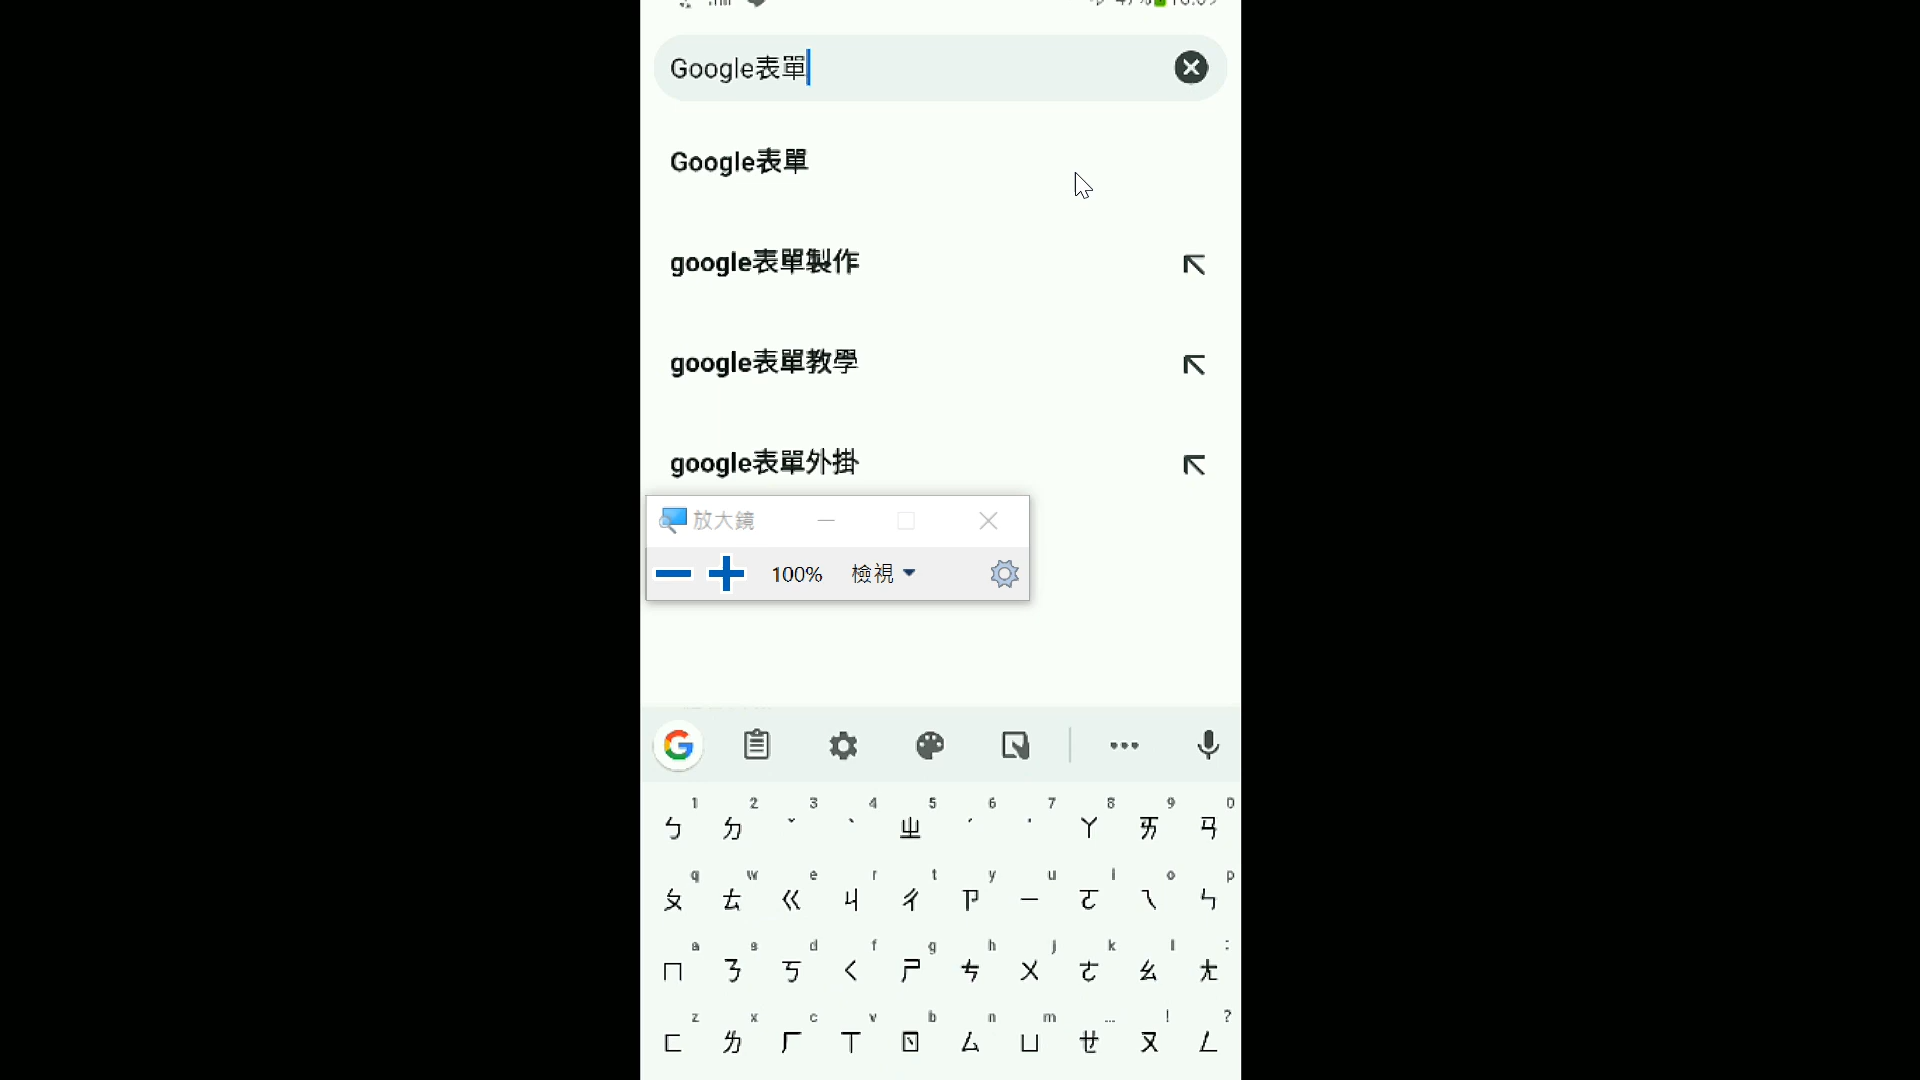 Google表單
Google表單
google表單製作
google表單教學
google表單外掛
放大鏡
100% 檢視
1 2 3 4 5 6 7 8 9 0
ㄅ ㄉ ˇ ˋ ㄓ ˊ ˙ ㄚ ㄞ ㄢ
q w e r t y u i o p
ㄆ ㄊ ㄍ ㄐ ㄔ ㄗ ㄧ ㄛ ㄟ ㄣ
a s d f g h j k l :
ㄇ ㄋ ㄎ ㄑ ㄕ ㄘ ㄨ ㄜ ㄠ ㄤ
z x c v b n m … ! ?
ㄈ ㄌ ㄏ ㄒ ㄖ ㄙ ㄩ ㄝ ㄡ ㄥ